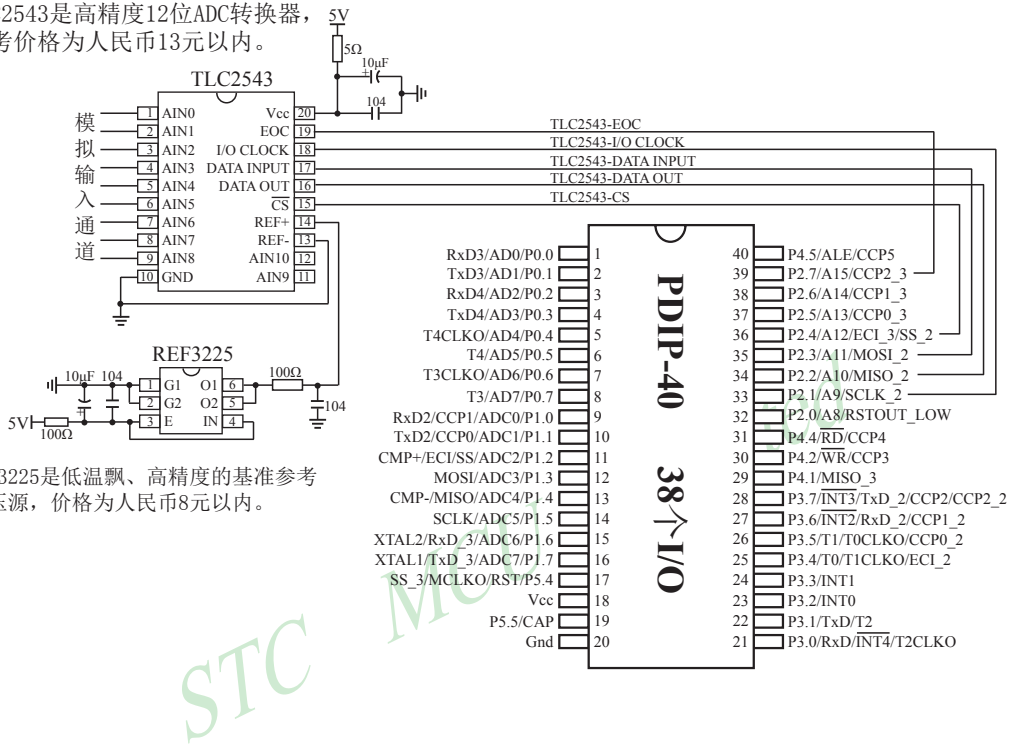 C2543是高精度12位ADC转换器，
考价格为人民币13元以内。
5V
5Ω
10μF
+
104
TLC2543
模
拟
输
入
通
道
1 AIN0 Vcc 20
2 AIN1 EOC 19
3 AIN2 I/O CLOCK 18
4 AIN3 DATA INPUT 17
5 AIN4 DATA OUT 16
6 AIN5 CS 15
7 AIN6 REF+ 14
8 AIN7 REF- 13
9 AIN8 AIN10 12
10 GND AIN9 11
TLC2543-EOC
TLC2543-I/O CLOCK
TLC2543-DATA INPUT
TLC2543-DATA OUT
TLC2543-CS
REF3225
10μF 104
1 G1 O1 6
2 G2 O2 5
3 E IN 4
100Ω
104
+
5V
100Ω
3225是低温飘、高精度的基准参考
压源，价格为人民币8元以内。
PDIP-40 38个I/O
RxD3/AD0/P0.0 1 40 P4.5/ALE/CCP5
TxD3/AD1/P0.1 2 39 P2.7/A15/CCP2_3
RxD4/AD2/P0.2 3 38 P2.6/A14/CCP1_3
TxD4/AD3/P0.3 4 37 P2.5/A13/CCP0_3
T4CLKO/AD4/P0.4 5 36 P2.4/A12/ECI_3/SS_2
T4/AD5/P0.5 6 35 P2.3/A11/MOSI_2
T3CLKO/AD6/P0.6 7 34 P2.2/A10/MISO_2
T3/AD7/P0.7 8 33 P2.1/A9/SCLK_2
RxD2/CCP1/ADC0/P1.0 9 32 P2.0/A8/RSTOUT_LOW
TxD2/CCP0/ADC1/P1.1 10 31 P4.4/RD/CCP4
CMP+/ECI/SS/ADC2/P1.2 11 30 P4.2/WR/CCP3
MOSI/ADC3/P1.3 12 29 P4.1/MISO_3
CMP-/MISO/ADC4/P1.4 13 28 P3.7/INT3/TxD_2/CCP2/CCP2_2
SCLK/ADC5/P1.5 14 27 P3.6/INT2/RxD_2/CCP1_2
XTAL2/RxD_3/ADC6/P1.6 15 26 P3.5/T1/T0CLKO/CCP0_2
XTAL1/TxD_3/ADC7/P1.7 16 25 P3.4/T0/T1CLKO/ECI_2
SS_3/MCLKO/RST/P5.4 17 24 P3.3/INT1
Vcc 18 23 P3.2/INT0
P5.5/CAP 19 22 P3.1/TxD/T2
Gnd 20 21 P3.0/RxD/INT4/T2CLKO
STC MCU